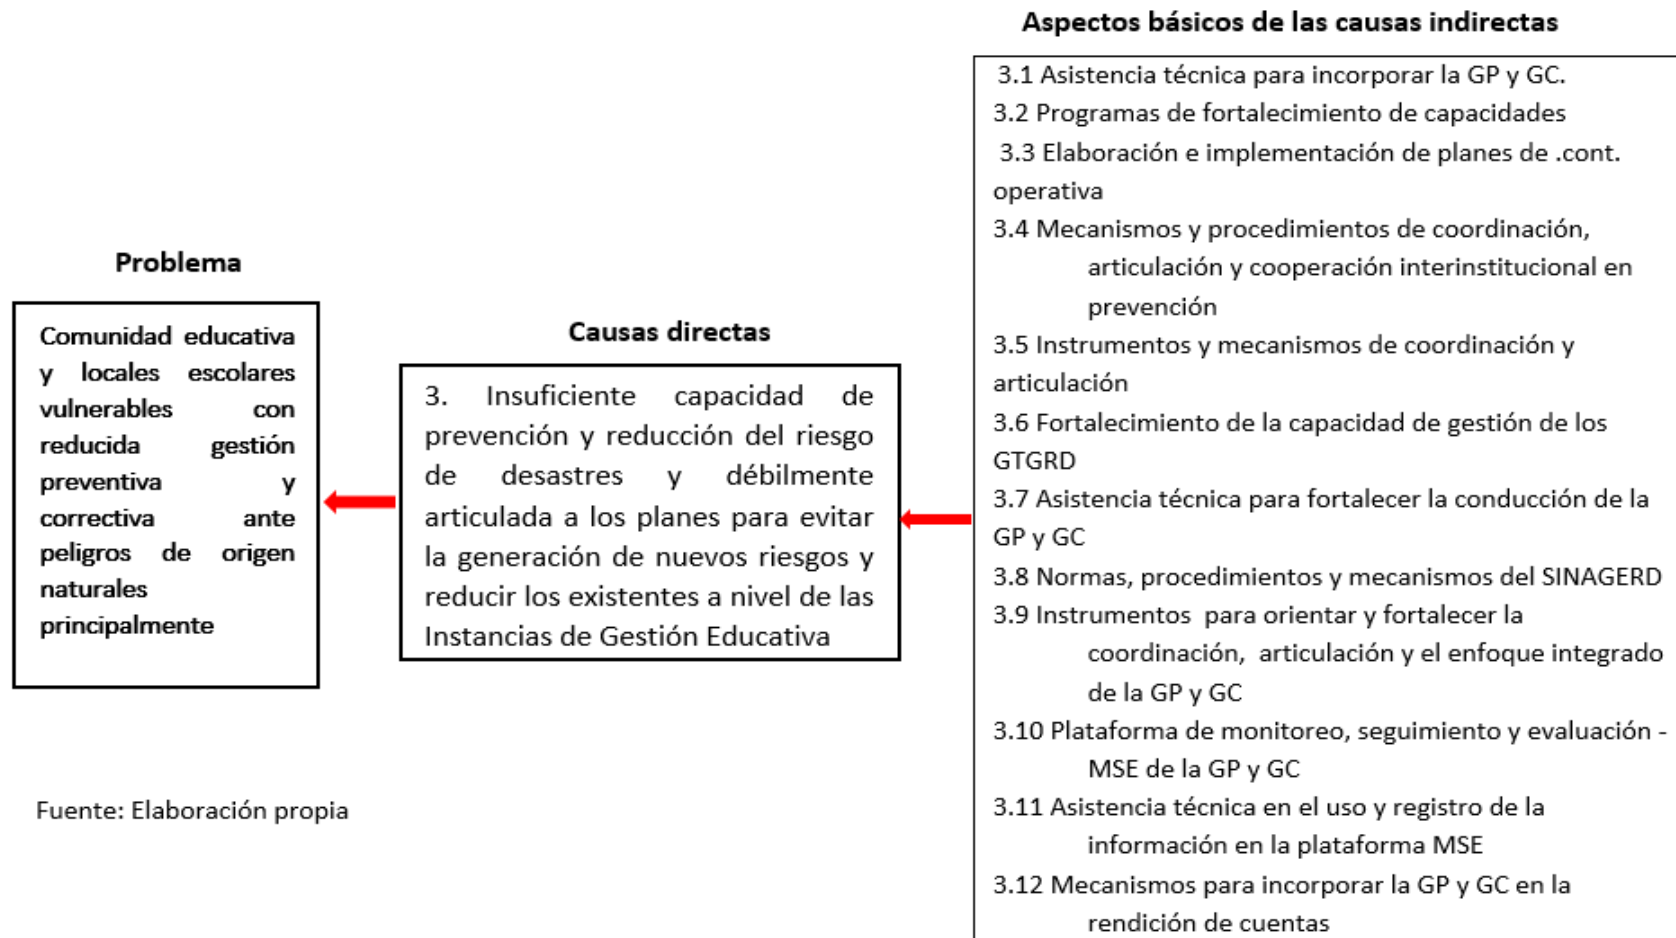 Aspectos básicos de las causas indirectas
Problema
Comunidad educativa
y locales escolares
vulnerables con
reducida gestión
preventiva y
correctiva ante
peligros de origen
naturales
principalmente
Causas directas
3. Insuficiente capacidad de
prevención y reducción del riesgo
de desastres y débilmente
articulada a los planes para evitar
la generación de nuevos riesgos y
reducir los existentes a nivel de las
Instancias de Gestión Educativa
3.1 Asistencia técnica para incorporar la GP y GC.
3.2 Programas de fortalecimiento de capacidades
3.3 Elaboración e implementación de planes de .cont.
operativa
3.4 Mecanismos y procedimientos de coordinación,
articulación y cooperación interinstitucional en
prevención
3.5 Instrumentos y mecanismos de coordinación y
articulación
3.6 Fortalecimiento de la capacidad de gestión de los
GTGRD
3.7 Asistencia técnica para fortalecer la conducción de la
GP y GC
3.8 Normas, procedimientos y mecanismos del SINAGERD
3.9 Instrumentos para orientar y fortalecer la
coordinación, articulación y el enfoque integrado
de la GP y GC
3.10 Plataforma de monitoreo, seguimiento y evaluación -
MSE de la GP y GC
3.11 Asistencia técnica en el uso y registro de la
información en la plataforma MSE
3.12 Mecanismos para incorporar la GP y GC en la
rendición de cuentas
Fuente: Elaboración propia